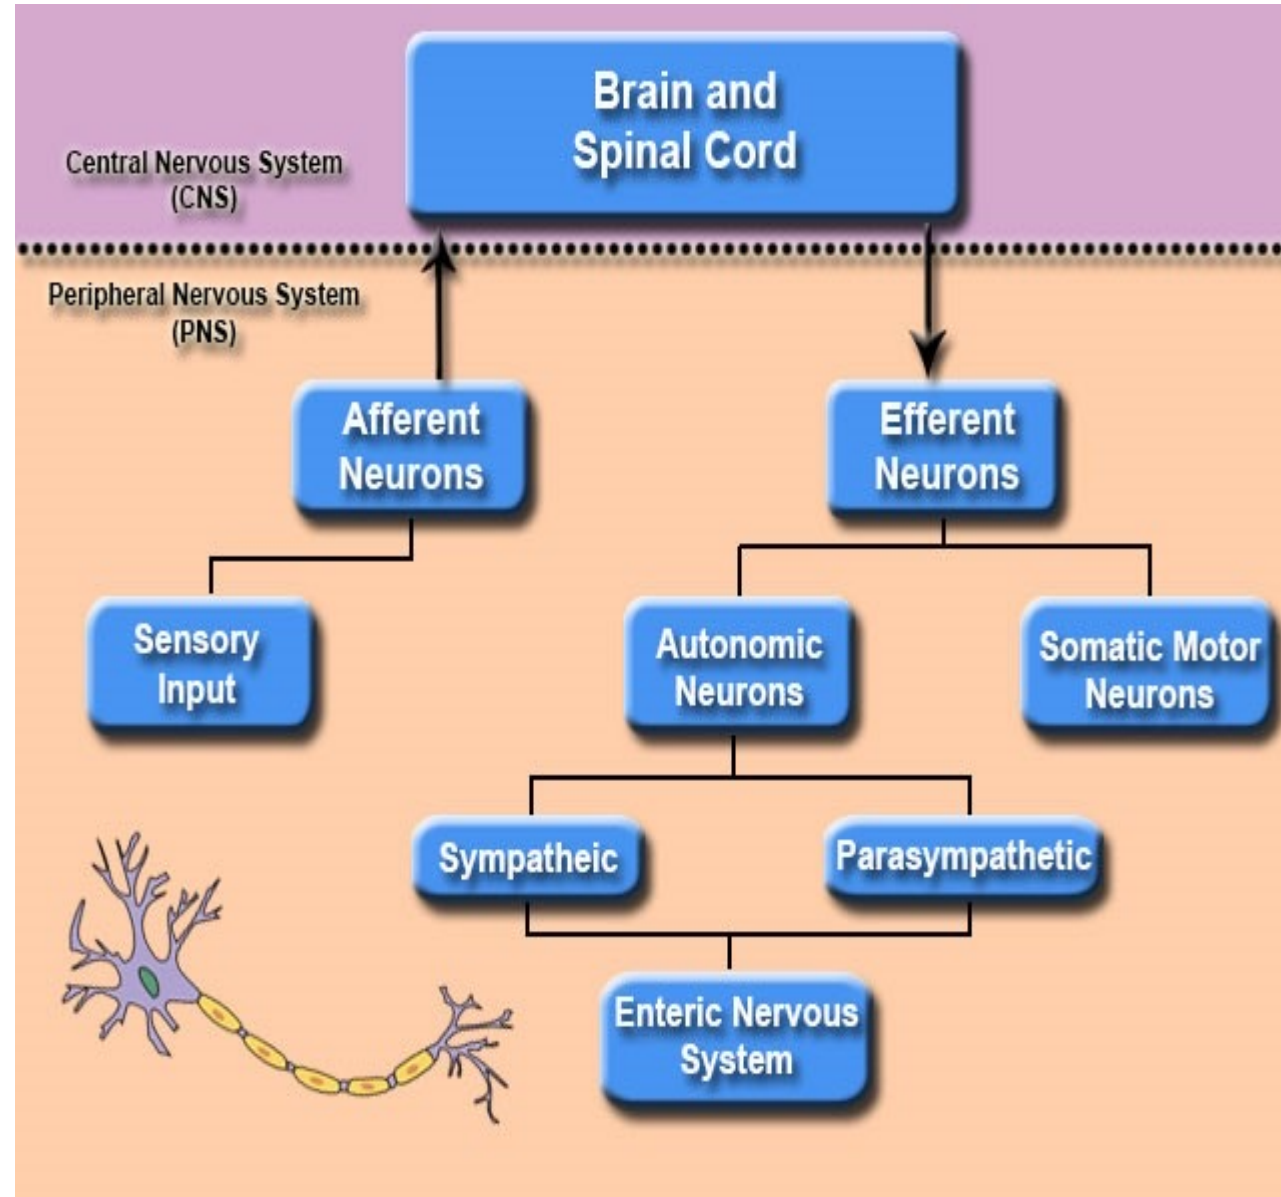 Brain and
Spinal Cord
Central Nervous System
(CNS)
Peripheral Nervous System
(PNS)
Afferent
Neurons
Efferent
Neurons
Sensory
Input
Autonomic
Neurons
Somatic Motor
Neurons
Sympatheic
Parasympathetic
Enteric Nervous
System